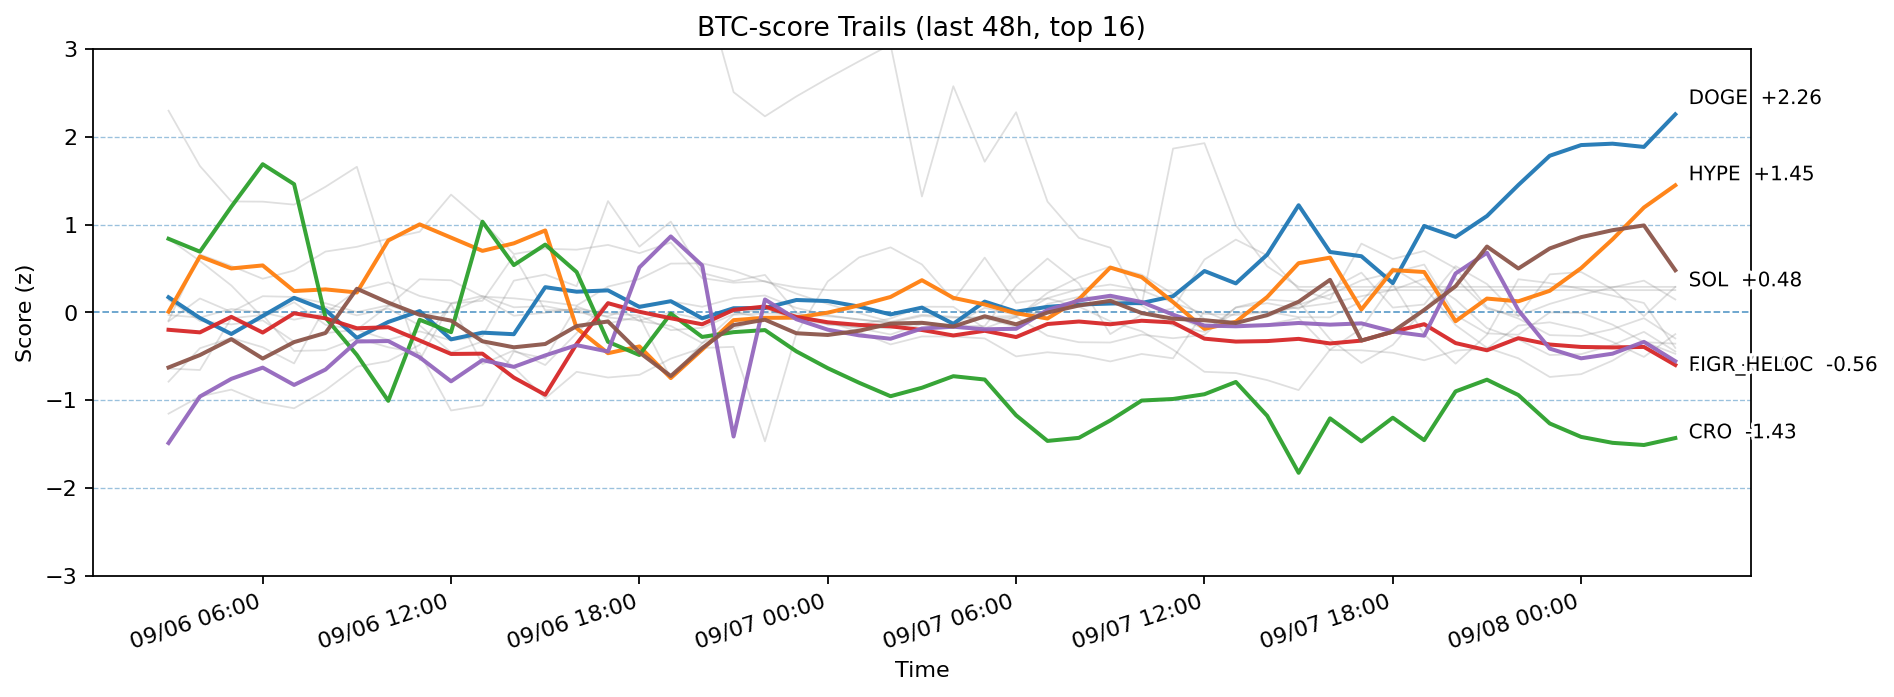 BTC-score Trails (last 48h, top 16)
Score (z)
3
2
1
0
−1
−2
−3
DOGE +2.26
HYPE +1.45
SOL +0.48
FIGR_HELOC -0.56
CRO -1.43
09/06 06:00
09/06 12:00
09/06 18:00
09/07 00:00
09/07 06:00
09/07 12:00
09/07 18:00
09/08 00:00
Time